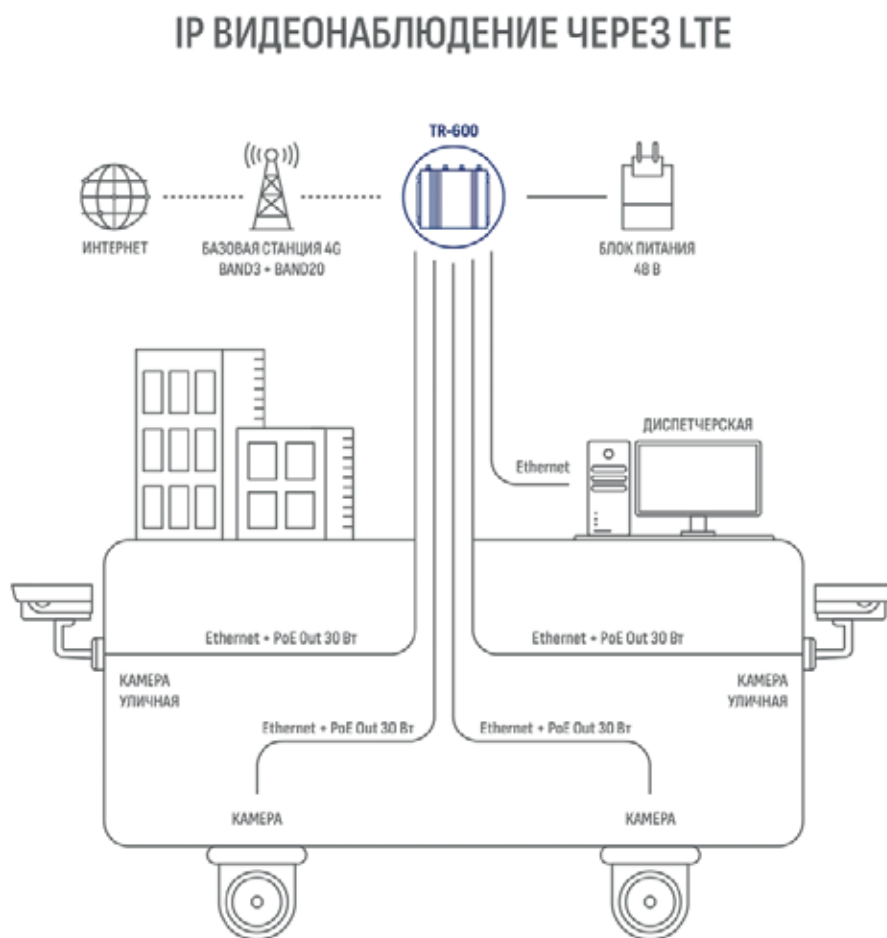 IP ВИДЕОНАБЛЮДЕНИЕ ЧЕРЕЗ LTE
TR-600
ИНТЕРНЕТ
БАЗОВАЯ СТАНЦИЯ 4G
BAND3 + BAND20
БЛОК ПИТАНИЯ
48 В
ДИСПЕТЧЕРСКАЯ
Ethernet
Ethernet + PoE Out 30 Вт
Ethernet + PoE Out 30 Вт
КАМЕРА
УЛИЧНАЯ
КАМЕРА
УЛИЧНАЯ
Ethernet + PoE Out 30 Вт
Ethernet + PoE Out 30 Вт
КАМЕРА
КАМЕРА